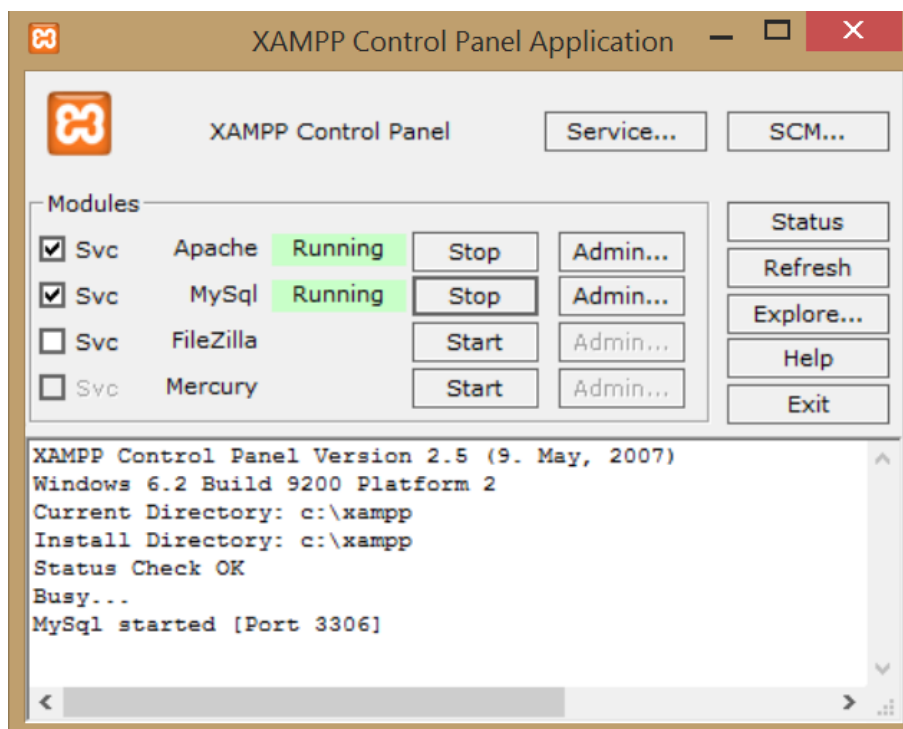 XAMPP Control Panel Application
XAMPP Control Panel Service... SCM...
Modules
Svc Apache Running Stop Admin...
Svc MySql Running Stop Admin...
Svc FileZilla Start Admin...
Svc Mercury Start Admin...
Status
Refresh
Explore...
Help
Exit
XAMPP Control Panel Version 2.5 (9. May, 2007)
Windows 6.2 Build 9200 Platform 2
Current Directory: c:\xampp
Install Directory: c:\xampp
Status Check OK
Busy...
MySql started [Port 3306]